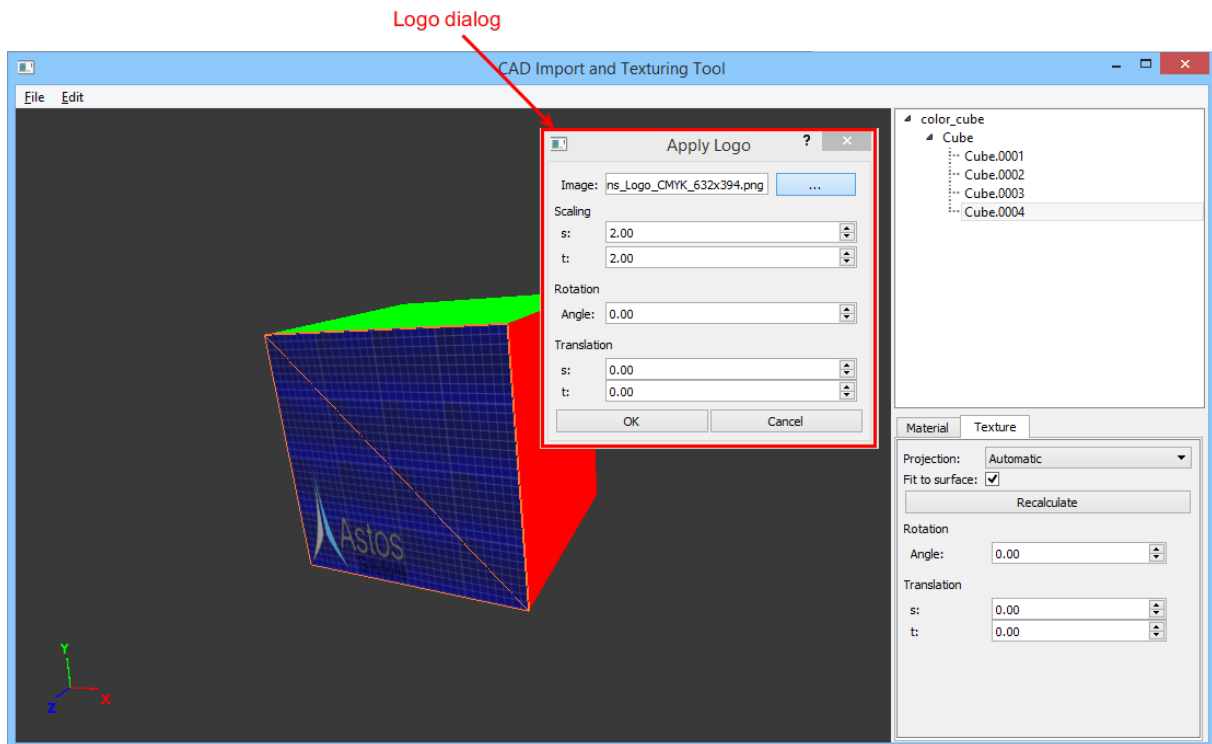 Logo dialog
CAD Import and Texturing Tool
File Edit
Apply Logo ?
Image: ns_Logo_CMYK_632x394.png ...
Scaling
s: 2.00
t: 2.00
Rotation
Angle: 0.00
Translation
s: 0.00
t: 0.00
OK Cancel
color_cube
Cube
Cube.0001
Cube.0002
Cube.0003
Cube.0004
Material Texture
Projection: Automatic
Fit to surface:
Recalculate
Rotation
Angle: 0.00
Translation
s: 0.00
t: 0.00
Astos
Y
X
Z